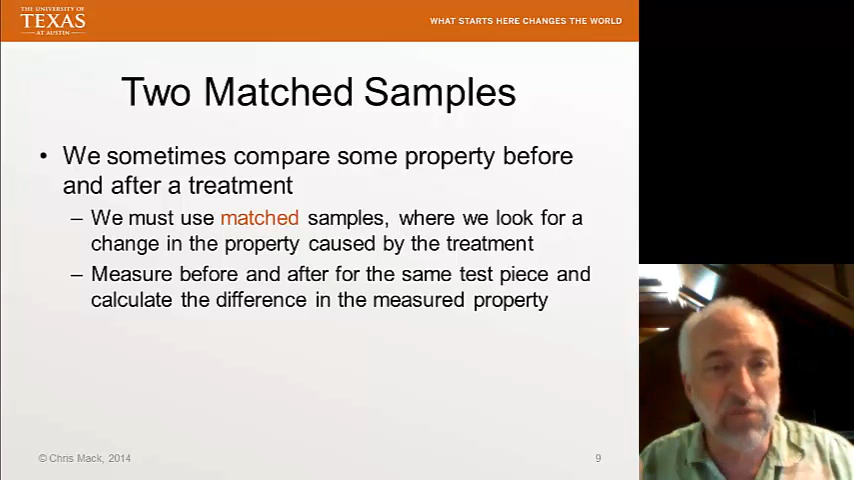 THE UNIVERSITY OF
TEXAS
AT AUSTIN
WHAT STARTS HERE CHANGES THE WORLD
Two Matched Samples
• We sometimes compare some property before
and after a treatment
– We must use matched samples, where we look for a
change in the property caused by the treatment
– Measure before and after for the same test piece and
calculate the difference in the measured property
© Chris Mack, 2014
9